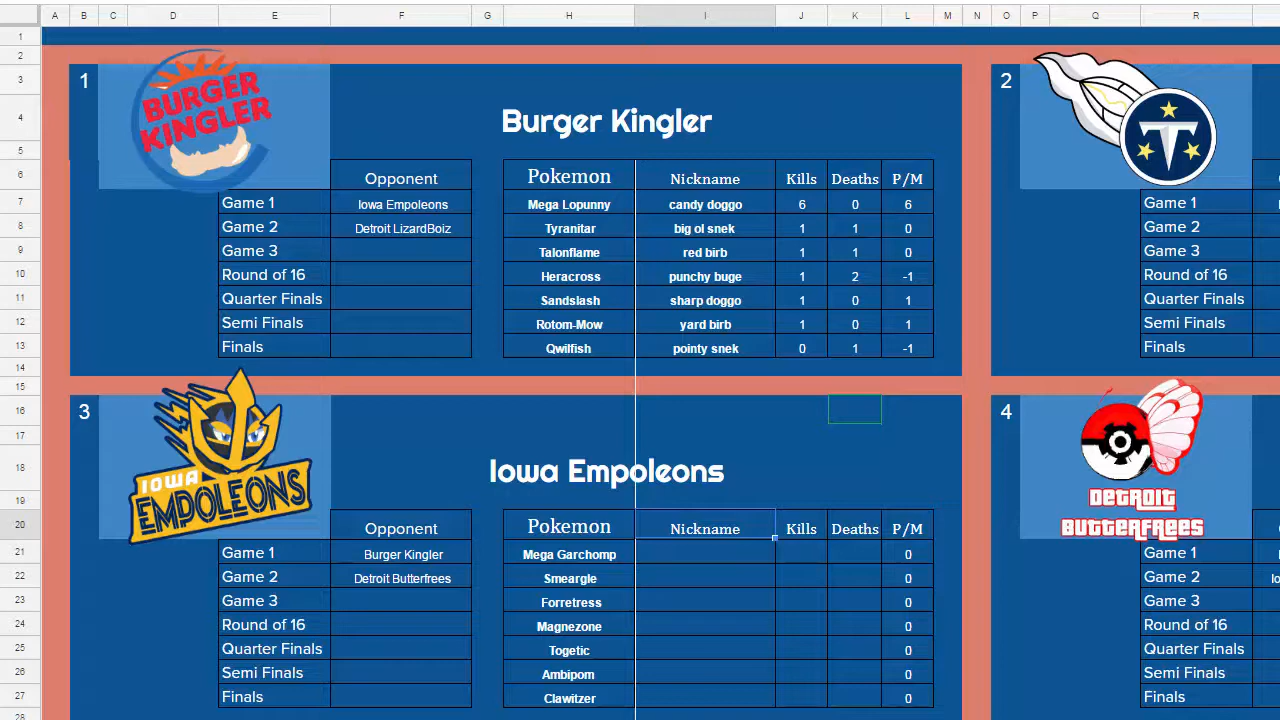 A B C D E F G H I J K L M N O P Q R
1
2
3
4
5
6
7
8
9
10
11
12
13
14
15
16
17
18
19
20
21
22
23
24
25
26
27
28
1
BURGER
KINGLER
Burger Kingler
Opponent
Game 1 Iowa Empoleons
Game 2 Detroit LizardBoiz
Game 3
Round of 16
Quarter Finals
Semi Finals
Finals
Pokemon Nickname Kills Deaths P/M
Mega Lopunny candy doggo 6 0 6
Tyranitar big ol snek 1 1 0
Talonflame red birb 1 1 0
Heracross punchy buge 1 2 -1
Sandslash sharp doggo 1 0 1
Rotom-Mow yard birb 1 0 1
Qwilfish pointy snek 0 1 -1
2
T
Game 1
Game 2
Game 3
Round of 16
Quarter Finals
Semi Finals
Finals
3
IOWA
EMPOLEONS
Iowa Empoleons
Opponent
Game 1 Burger Kingler
Game 2 Detroit Butterfrees
Game 3
Round of 16
Quarter Finals
Semi Finals
Finals
Pokemon Nickname Kills Deaths P/M
Mega Garchomp 0
Smeargle 0
Forretress 0
Magnezone 0
Togetic 0
Ambipom 0
Clawitzer 0
4
DETROIT
BUTTERFREES
Game 1
Game 2
Game 3
Round of 16
Quarter Finals
Semi Finals
Finals